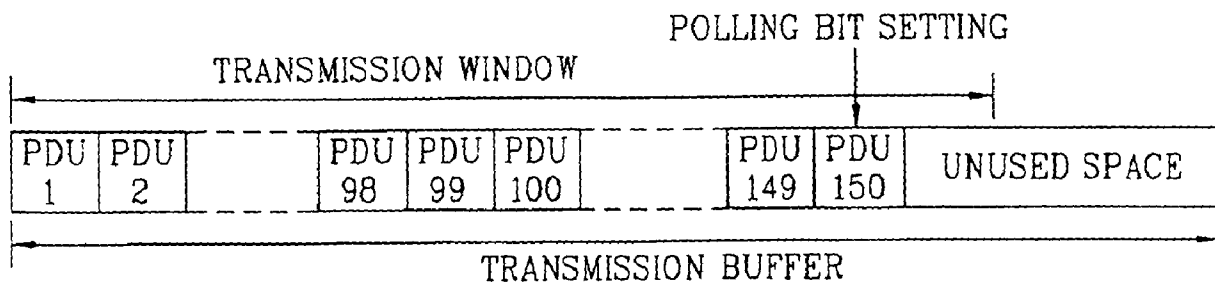 POLLING BIT SETTING
TRANSMISSION WINDOW
PDU 1
PDU 2
PDU 98
PDU 99
PDU 100
PDU 149
PDU 150
UNUSED SPACE
TRANSMISSION BUFFER